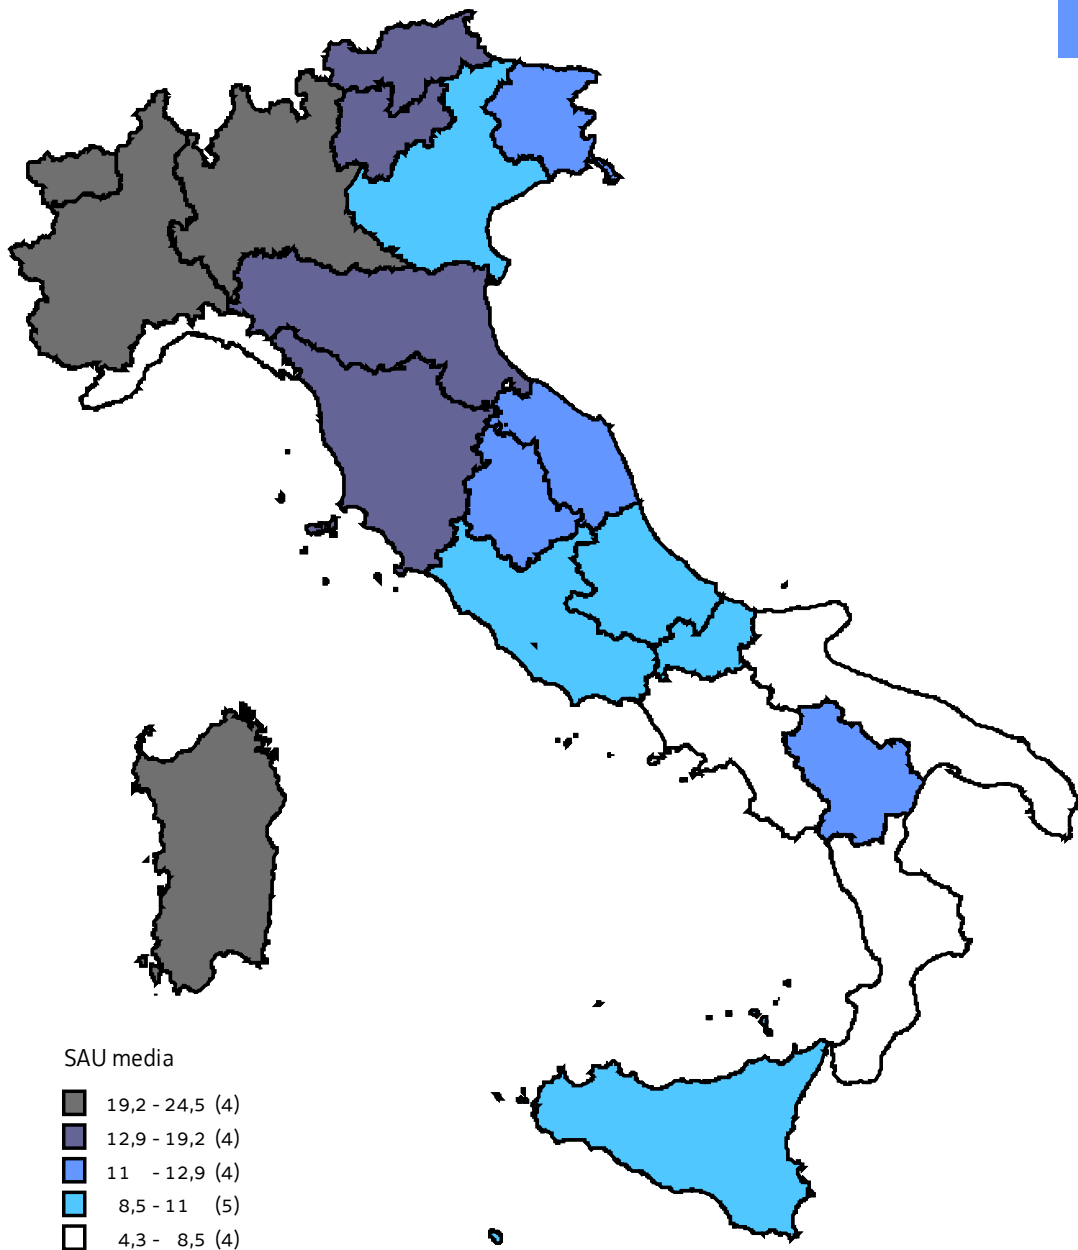 SAU media
19,2 - 24,5 (4)
12,9 - 19,2 (4)
11 - 12,9 (4)
8,5 - 11 (5)
4,3 - 8,5 (4)